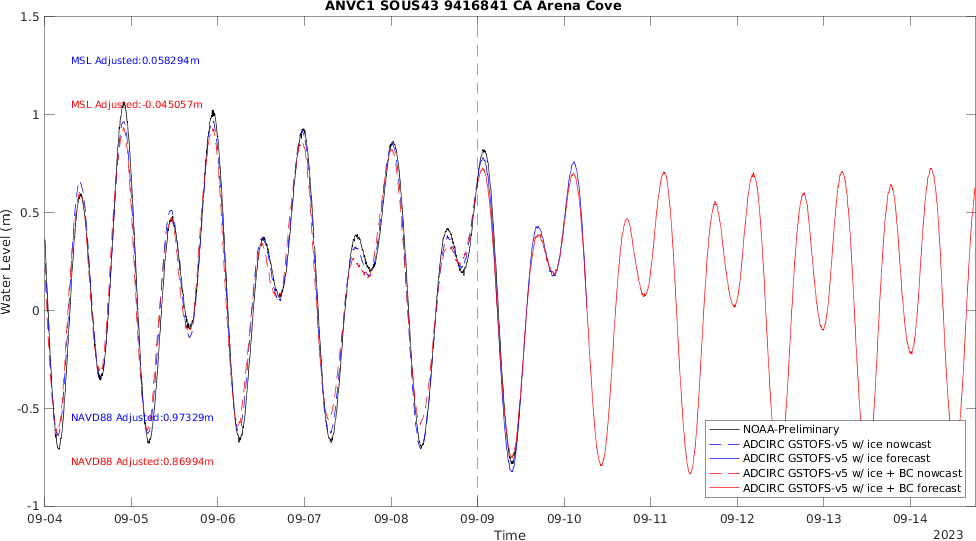 ANVC1 SOUS43 9416841 CA Arena Cove
1.5
MSL Adjusted:0.058294m
MSL Adjusted:-0.045057m
1
0.5
Water Level (m)
0
-0.5
NAVD88 Adjusted:0.97329m
NAVD88 Adjusted:0.86994m
NOAA-Preliminary
ADCIRC GSTOFS-v5 w/ ice nowcast
ADCIRC GSTOFS-v5 w/ ice forecast
ADCIRC GSTOFS-v5 w/ ice + BC nowcast
ADCIRC GSTOFS-v5 w/ ice + BC forecast
-1
09-04 09-05 09-06 09-07 09-08 09-09 09-10 09-11 09-12 09-13 09-14
Time
2023